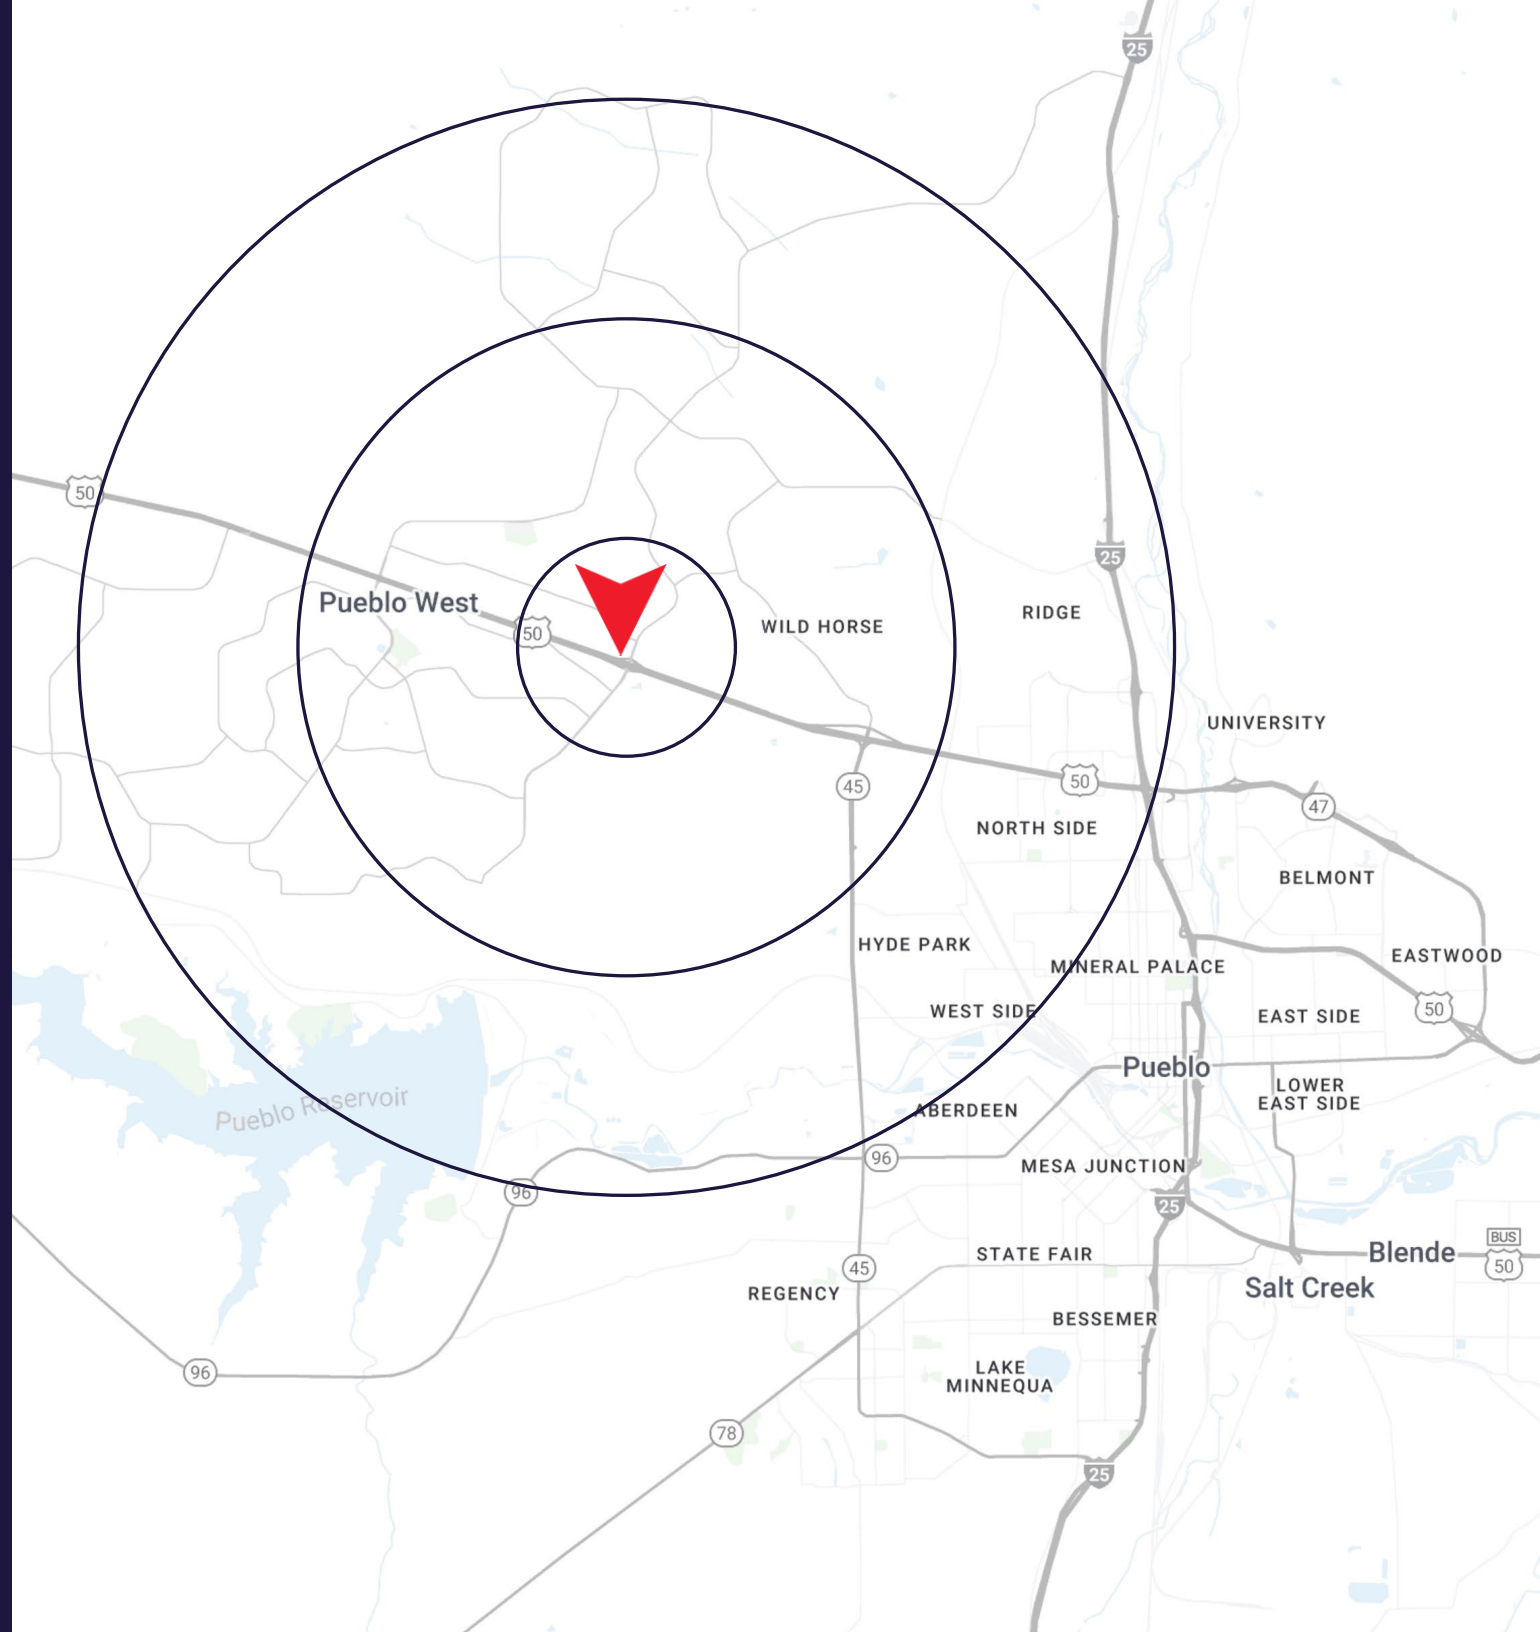 25
50
25
Pueblo West
RIDGE
WILD HORSE
50
UNIVERSITY
50
45
47
NORTH SIDE
BELMONT
HYDE PARK
EASTWOOD
MINERAL PALACE
50
WEST SIDE
EAST SIDE
Pueblo
LOWER
EAST SIDE
Pueblo Reservoir
ABERDEEN
96
MESA JUNCTION
96
25
BUS
50
STATE FAIR
Blende
45
Salt Creek
REGENCY
BESSEMER
96
LAKE
MINNEQUA
78
25